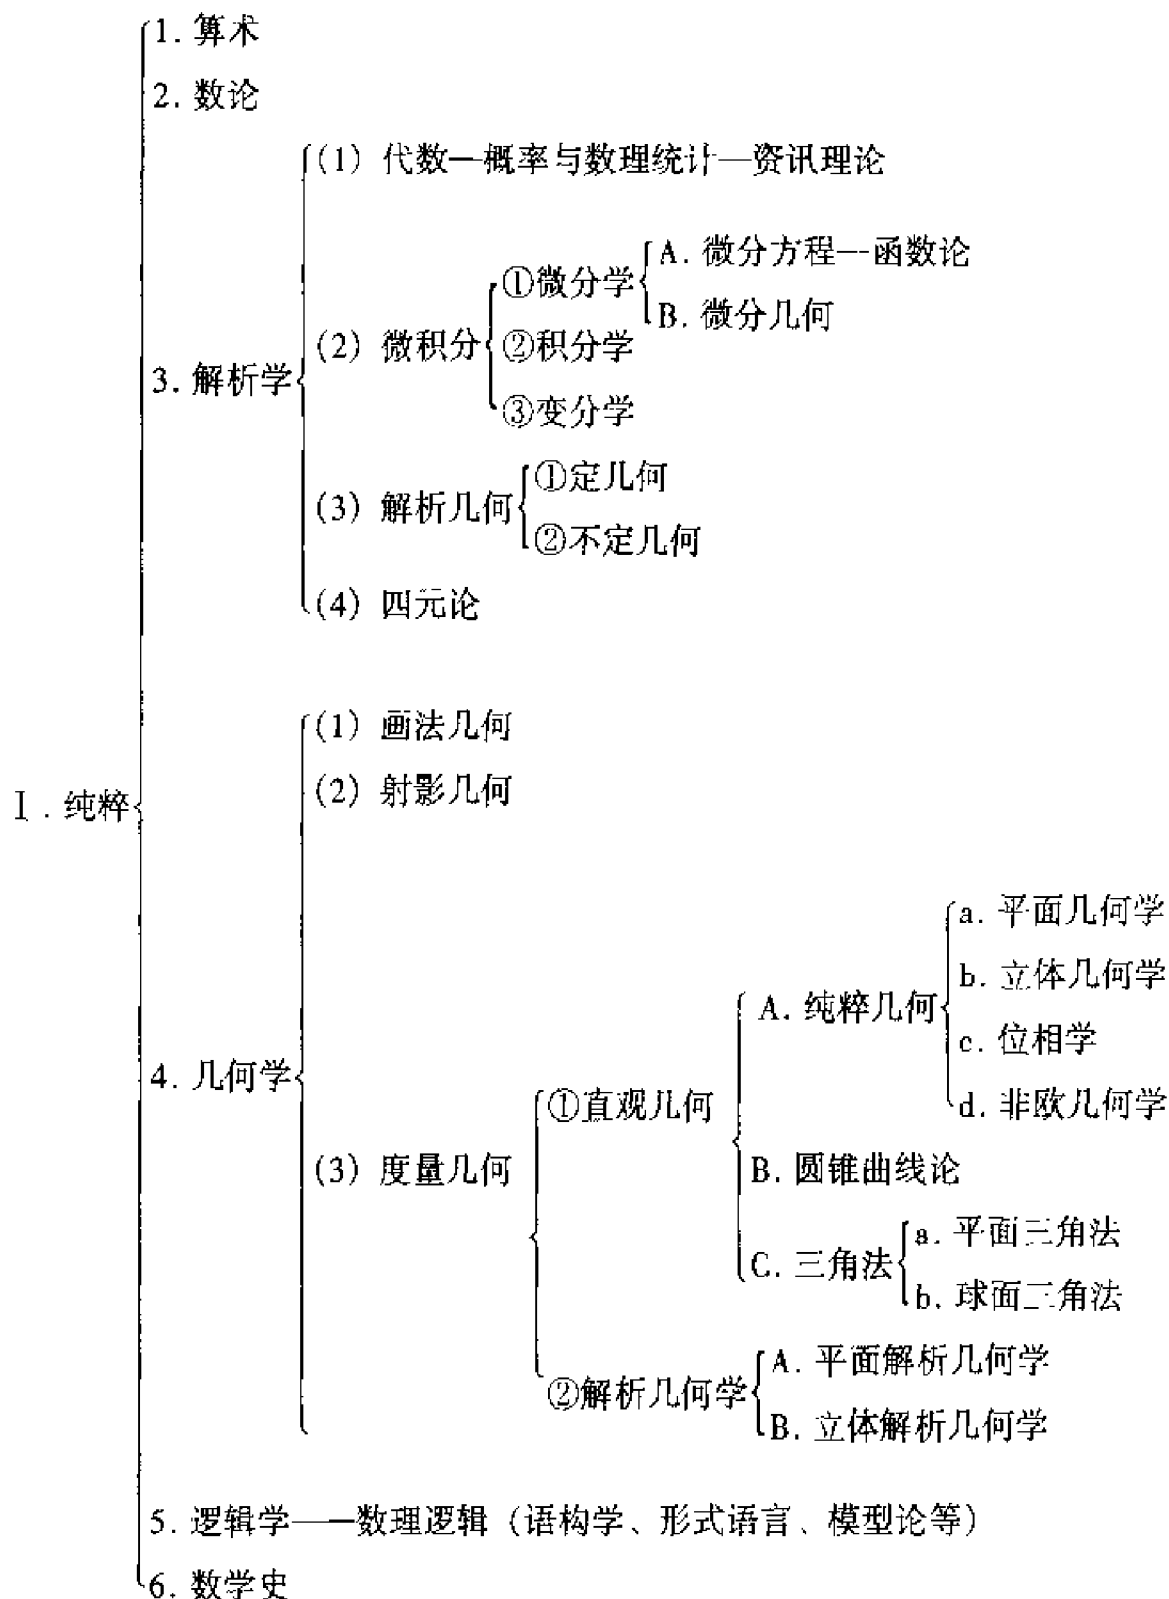 1. 算术
2. 数论
(1) 代数—概率与数理统计—资讯理论
A. 微分方程—函数论
①微分学
B. 微分几何
(2) 微积分
②积分学
3. 解析学
③变分学
①定几何
(3) 解析几何
②不定几何
(4) 四元论
(1) 画法几何
(2) 射影几何
Ⅰ. 纯粹
a. 平面几何学
b. 立体几何学
A. 纯粹几何
c. 位相学
4. 几何学
①直观几何
d. 非欧几何学
(3) 度量几何
B. 圆锥曲线论
a. 平面三角法
C. 三角法
b. 球面三角法
A. 平面解析几何学
②解析几何学
B. 立体解析几何学
5. 逻辑学——数理逻辑（语构学、形式语言、模型论等）
6. 数学史